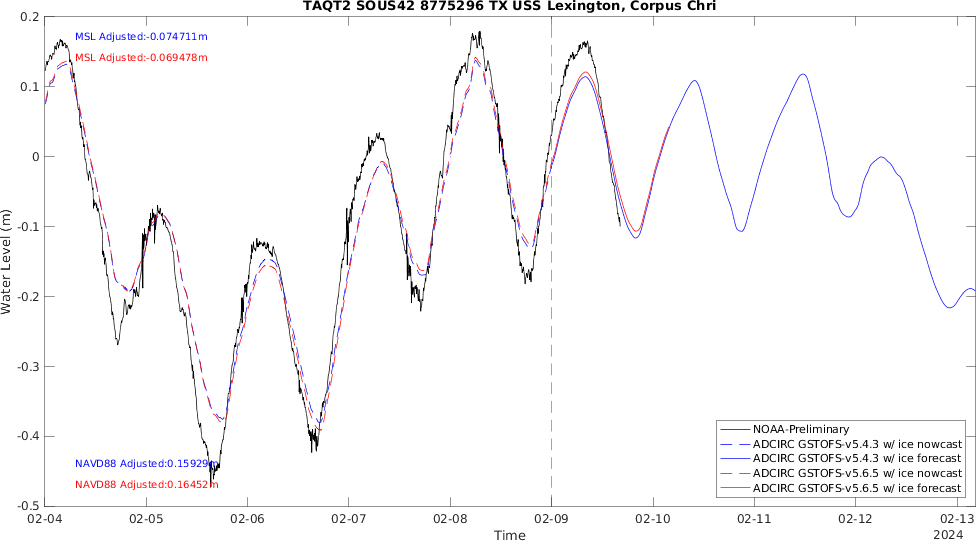 TAQT2 SOUS42 8775296 TX USS Lexington, Corpus Chri
MSL Adjusted:-0.074711m
MSL Adjusted:-0.069478m
0.2
0.1
0
-0.1
-0.2
-0.3
-0.4
-0.5
Water Level (m)
NAVD88 Adjusted:0.15929m
NAVD88 Adjusted:0.16452m
NOAA-Preliminary
ADCIRC GSTOFS-v5.4.3 w/ ice nowcast
ADCIRC GSTOFS-v5.4.3 w/ ice forecast
ADCIRC GSTOFS-v5.6.5 w/ ice nowcast
ADCIRC GSTOFS-v5.6.5 w/ ice forecast
02-04 02-05 02-06 02-07 02-08 02-09 02-10 02-11 02-12 02-13
Time
2024